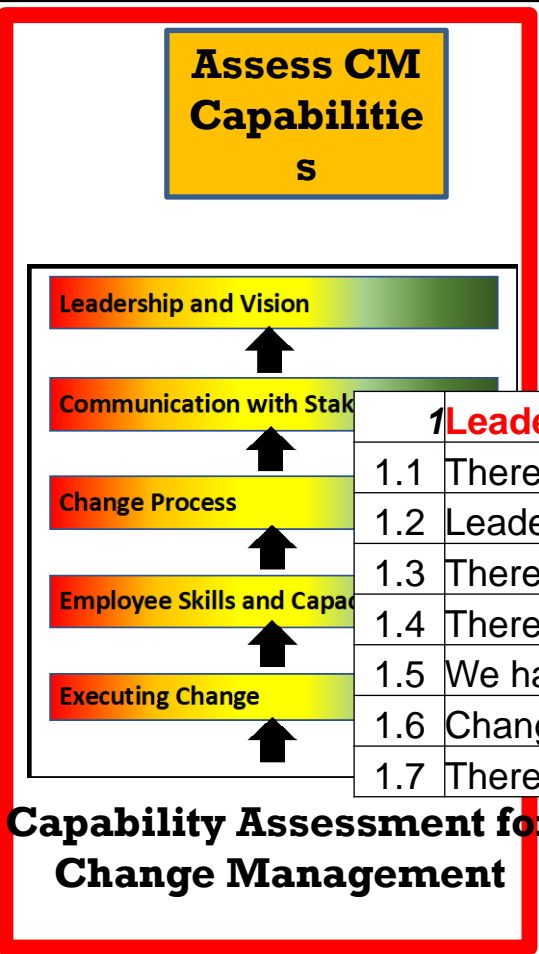 Assess CM
Capabilitie
s
Leadership and Vision
Communication with Stak
Change Process
Employee Skills and Capac
Executing Change
1 Leade
1.1 There
1.2 Leade
1.3 There
1.4 There
1.5 We ha
1.6 Chang
1.7 There
Capability Assessment for
Change Management